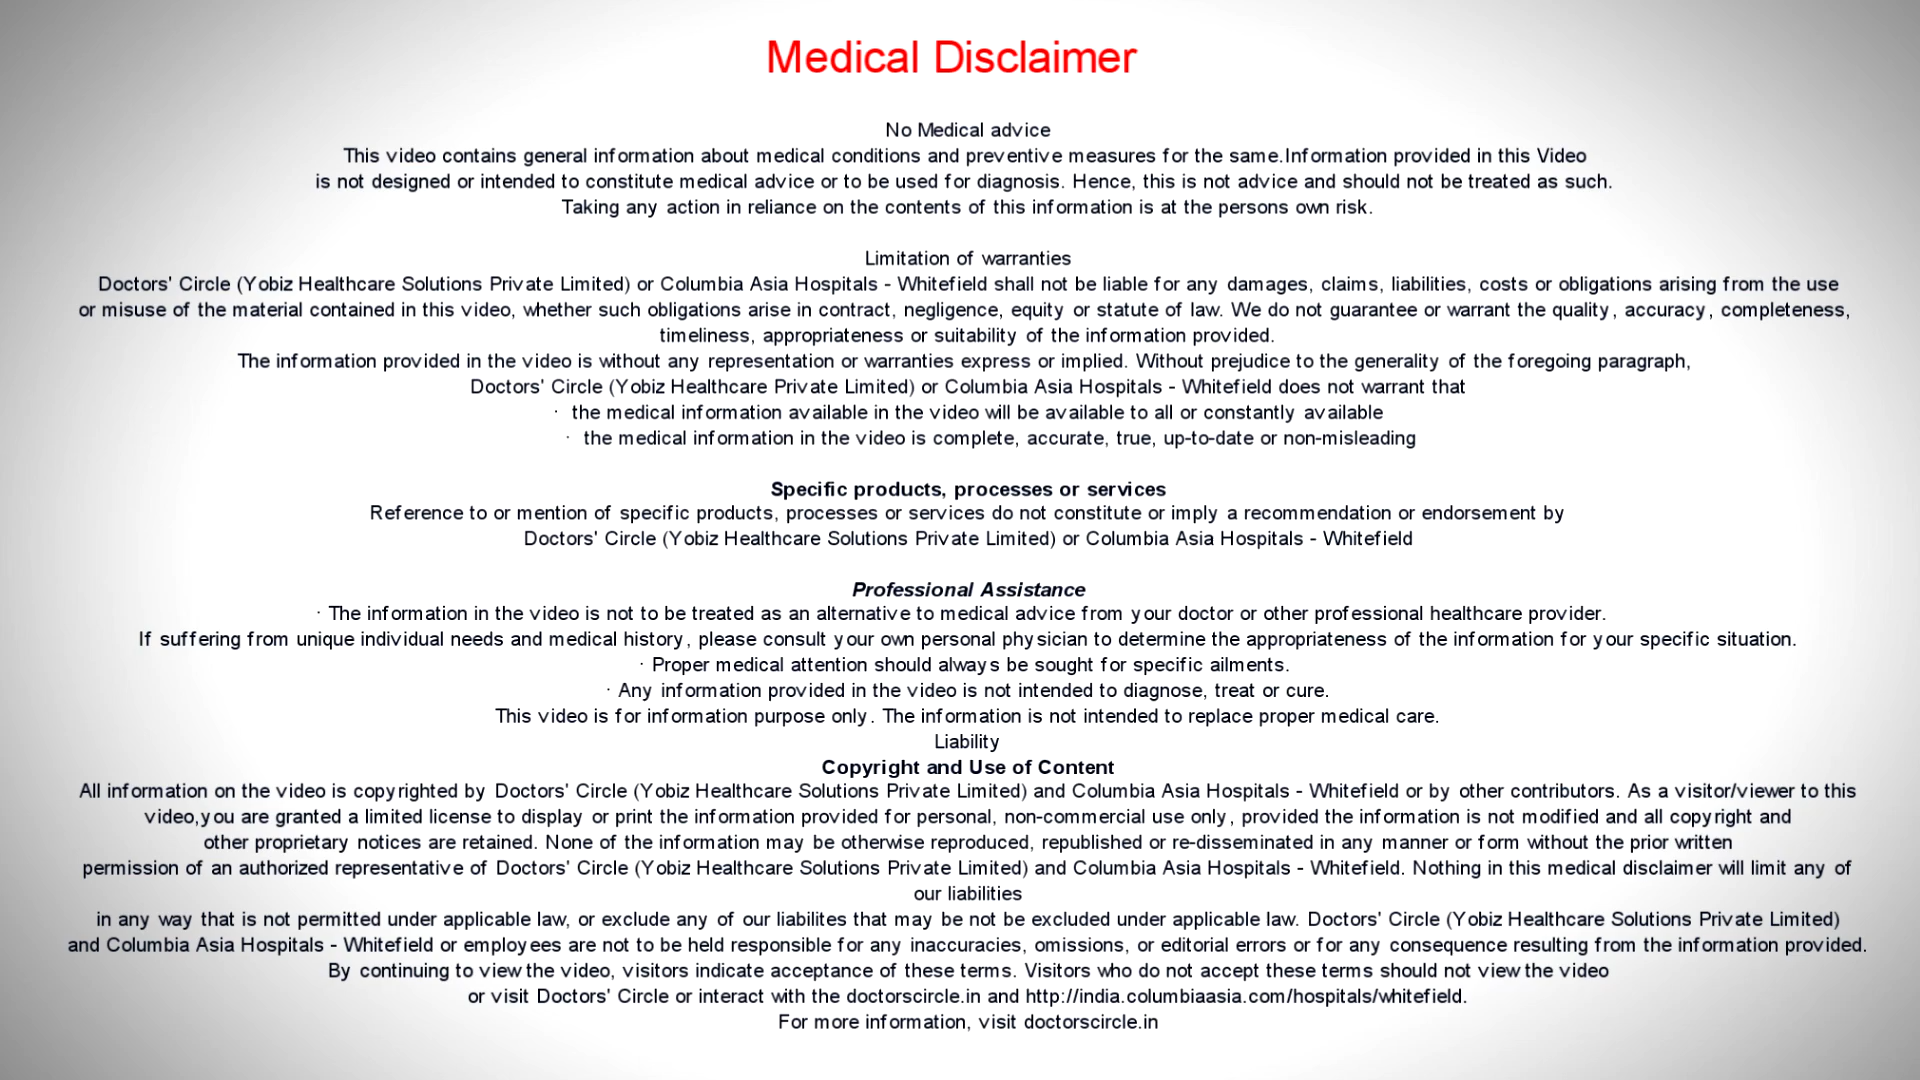 Medical Disclaimer
No Medical advice
This video contains general information about medical conditions and preventive measures for the same.Information provided in this Video
is not designed or intended to constitute medical advice or to be used for diagnosis. Hence, this is not advice and should not be treated as such.
Taking any action in reliance on the contents of this information is at the persons own risk.
Limitation of warranties
Doctors' Circle (Yobiz Healthcare Solutions Private Limited) or Columbia Asia Hospitals - Whitefield shall not be liable for any damages, claims, liabilities, costs or obligations arising from the use
or misuse of the material contained in this video, whether such obligations arise in contract, negligence, equity or statute of law. We do not guarantee or warrant the quality, accuracy, completeness,
timeliness, appropriateness or suitability of the information provided.
The information provided in the video is without any representation or warranties express or implied. Without prejudice to the generality of the foregoing paragraph,
Doctors' Circle (Yobiz Healthcare Private Limited) or Columbia Asia Hospitals - Whitefield does not warrant that
· the medical information available in the video will be available to all or constantly available
· the medical information in the video is complete, accurate, true, up-to-date or non-misleading
Specific products, processes or services
Reference to or mention of specific products, processes or services do not constitute or imply a recommendation or endorsement by
Doctors' Circle (Yobiz Healthcare Solutions Private Limited) or Columbia Asia Hospitals - Whitefield
Professional Assistance
· The information in the video is not to be treated as an alternative to medical advice from your doctor or other professional healthcare provider.
If suffering from unique individual needs and medical history, please consult your own personal physician to determine the appropriateness of the information for your specific situation.
· Proper medical attention should always be sought for specific ailments.
· Any information provided in the video is not intended to diagnose, treat or cure.
This video is for information purpose only. The information is not intended to replace proper medical care.
Liability
Copyright and Use of Content
All information on the video is copyrighted by Doctors' Circle (Yobiz Healthcare Solutions Private Limited) and Columbia Asia Hospitals - Whitefield or by other contributors. As a visitor/viewer to this
video,you are granted a limited license to display or print the information provided for personal, non-commercial use only, provided the information is not modified and all copyright and
other proprietary notices are retained. None of the information may be otherwise reproduced, republished or re-disseminated in any manner or form without the prior written
permission of an authorized representative of Doctors' Circle (Yobiz Healthcare Solutions Private Limited) and Columbia Asia Hospitals - Whitefield. Nothing in this medical disclaimer will limit any of
our liabilities
in any way that is not permitted under applicable law, or exclude any of our liabilites that may be not be excluded under applicable law. Doctors' Circle (Yobiz Healthcare Solutions Private Limited)
and Columbia Asia Hospitals - Whitefield or employees are not to be held responsible for any inaccuracies, omissions, or editorial errors or for any consequence resulting from the information provided.
By continuing to view the video, visitors indicate acceptance of these terms. Visitors who do not accept these terms should not view the video
or visit Doctors' Circle or interact with the doctorscircle.in and http://india.columbiaasia.com/hospitals/whitefield.
For more information, visit doctorscircle.in